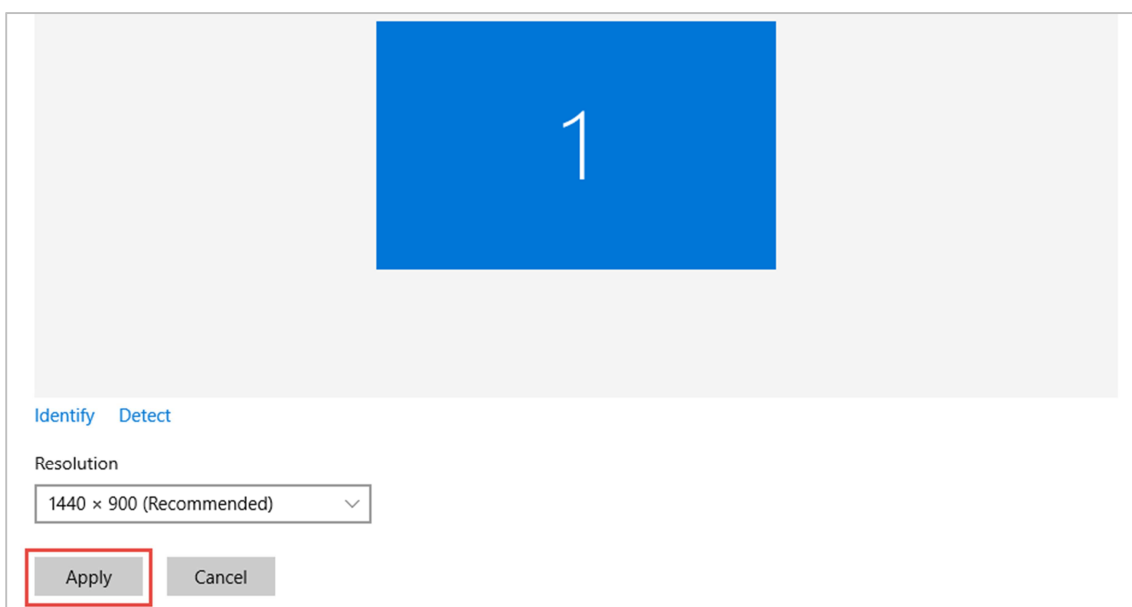 1
Identify Detect
Resolution
1440 × 900 (Recommended)
Apply Cancel